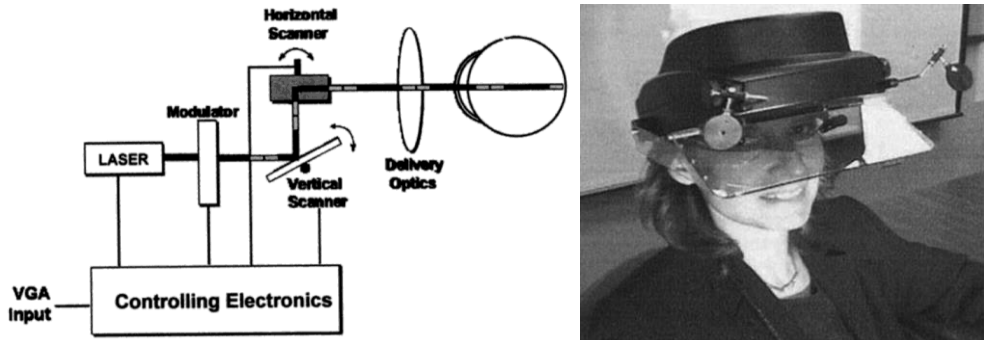 Horizontal
Scanner
Modulator
LASER
Delivery
Optics
Vertical
Scanner
VGA
Input
Controlling Electronics